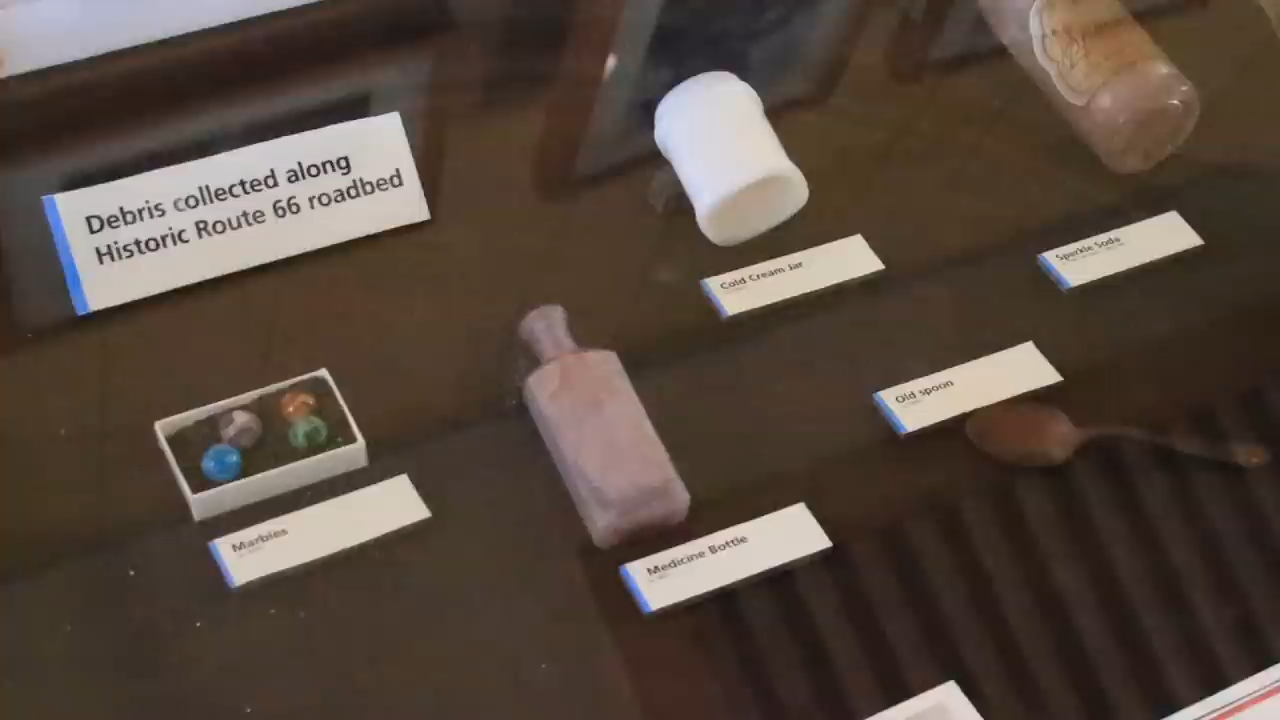 Debris collected along
Historic Route 66 roadbed
Cold Cream Jar
Sparkle Soda
Old spoon
Marbles
Medicine Bottle